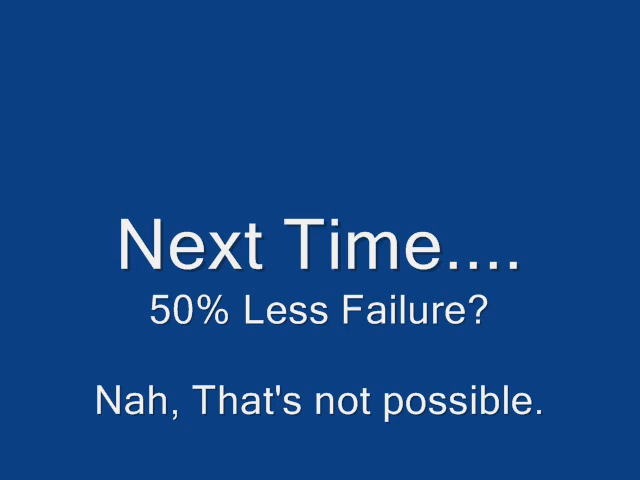 Next Time....
50% Less Failure?
Nah, That's not possible.